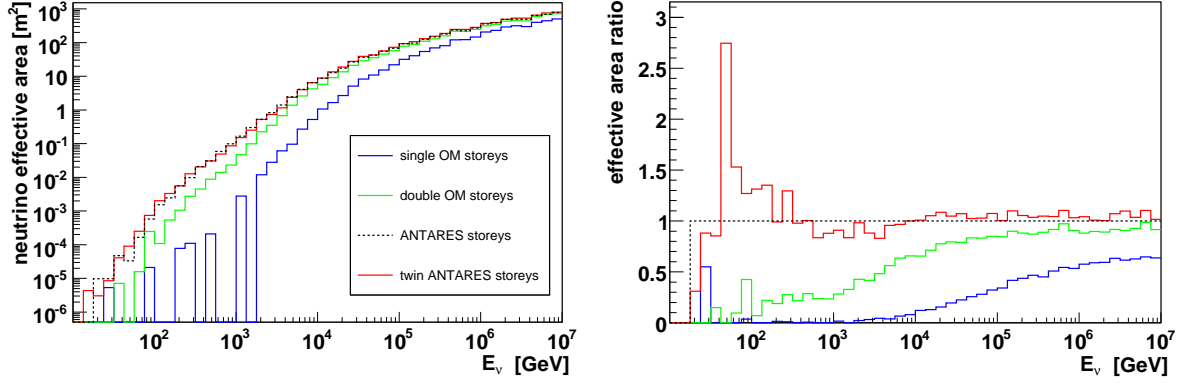 neutrino effective area [m²]
10³
10²
10
1
10⁻¹
10⁻²
10⁻³
10⁻⁴
10⁻⁵
10⁻⁶
single OM storeys
double OM storeys
ANTARES storeys
twin ANTARES storeys
10² 10³ 10⁴ 10⁵ 10⁶ 10⁷
E_ν [GeV]
effective area ratio
3
2.5
2
1.5
1
0.5
0
10² 10³ 10⁴ 10⁵ 10⁶ 10⁷
E_ν [GeV]